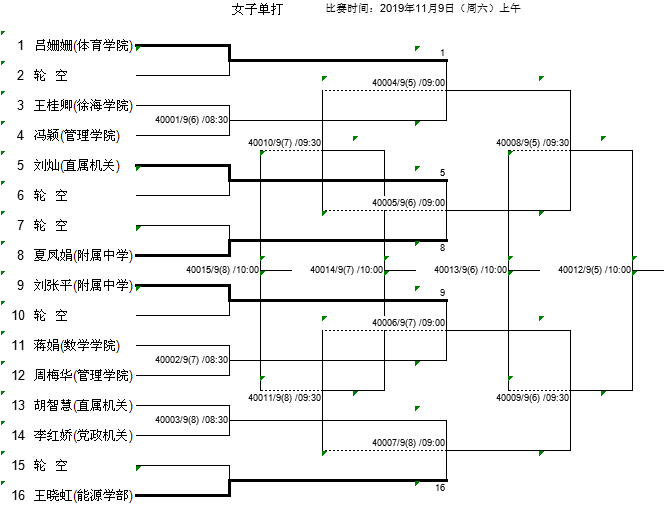 女子单打 比赛时间：2019年11月9日（周六）上午
1 吕姗姗(体育学院) 1
2 轮 空 40004/9(5) /09:00
3 王桂卿(徐海学院) 40001/9(6) /08:30
4 冯颖(管理学院) 40010/9(7) /09:30 40008/9(5) /09:30
5 刘灿(直属机关) 5
6 轮 空 40005/9(6) /09:00
7 轮 空
8 夏凤娟(附属中学) 8
40015/9(8) /10:00 40014/9(7) /10:00 40013/9(6) /10:00 40012/9(5) /10:00
9 刘张平(附属中学) 9
10 轮 空 40006/9(7) /09:00
11 蒋娟(数学学院) 40002/9(7) /08:30
12 周梅华(管理学院)
40011/9(8) /09:30 40009/9(6) /09:30
13 胡智慧(直属机关) 40003/9(8) /08:30
14 李红娇(党政机关) 40007/9(8) /09:00
15 轮 空
16 王晓虹(能源学部) 16